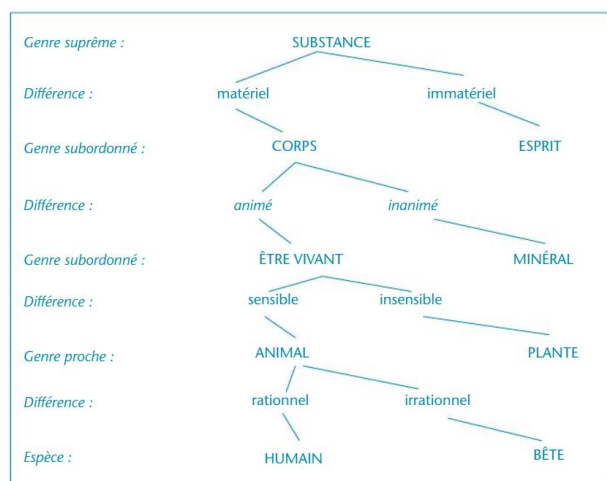 Genre suprême : SUBSTANCE
Différence : matériel immatériel
Genre subordonné : CORPS ESPRIT
Différence : animé inanimé
Genre subordonné : ÊTRE VIVANT MINÉRAL
Différence : sensible insensible
Genre proche : ANIMAL PLANTE
Différence : rationnel irrationnel
Espèce : HUMAIN BÊTE